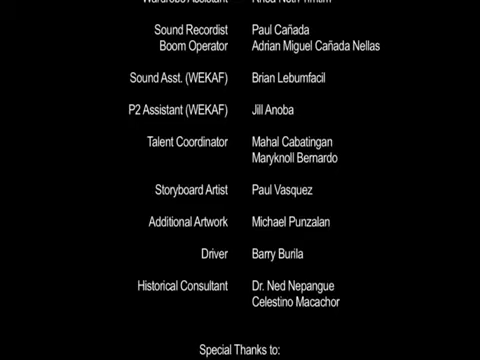 Sound Recordist Paul Cañada
Boom Operator Adrian Miguel Cañada Nellas
Sound Asst. (WEKAF) Brian Lebumfacil
P2 Assistant (WEKAF) Jill Anoba
Talent Coordinator Mahal Cabatingan
Maryknoll Bernardo
Storyboard Artist Paul Vasquez
Additional Artwork Michael Punzalan
Driver Barry Burila
Historical Consultant Dr. Ned Nepangue
Celestino Macachor
Special Thanks to: